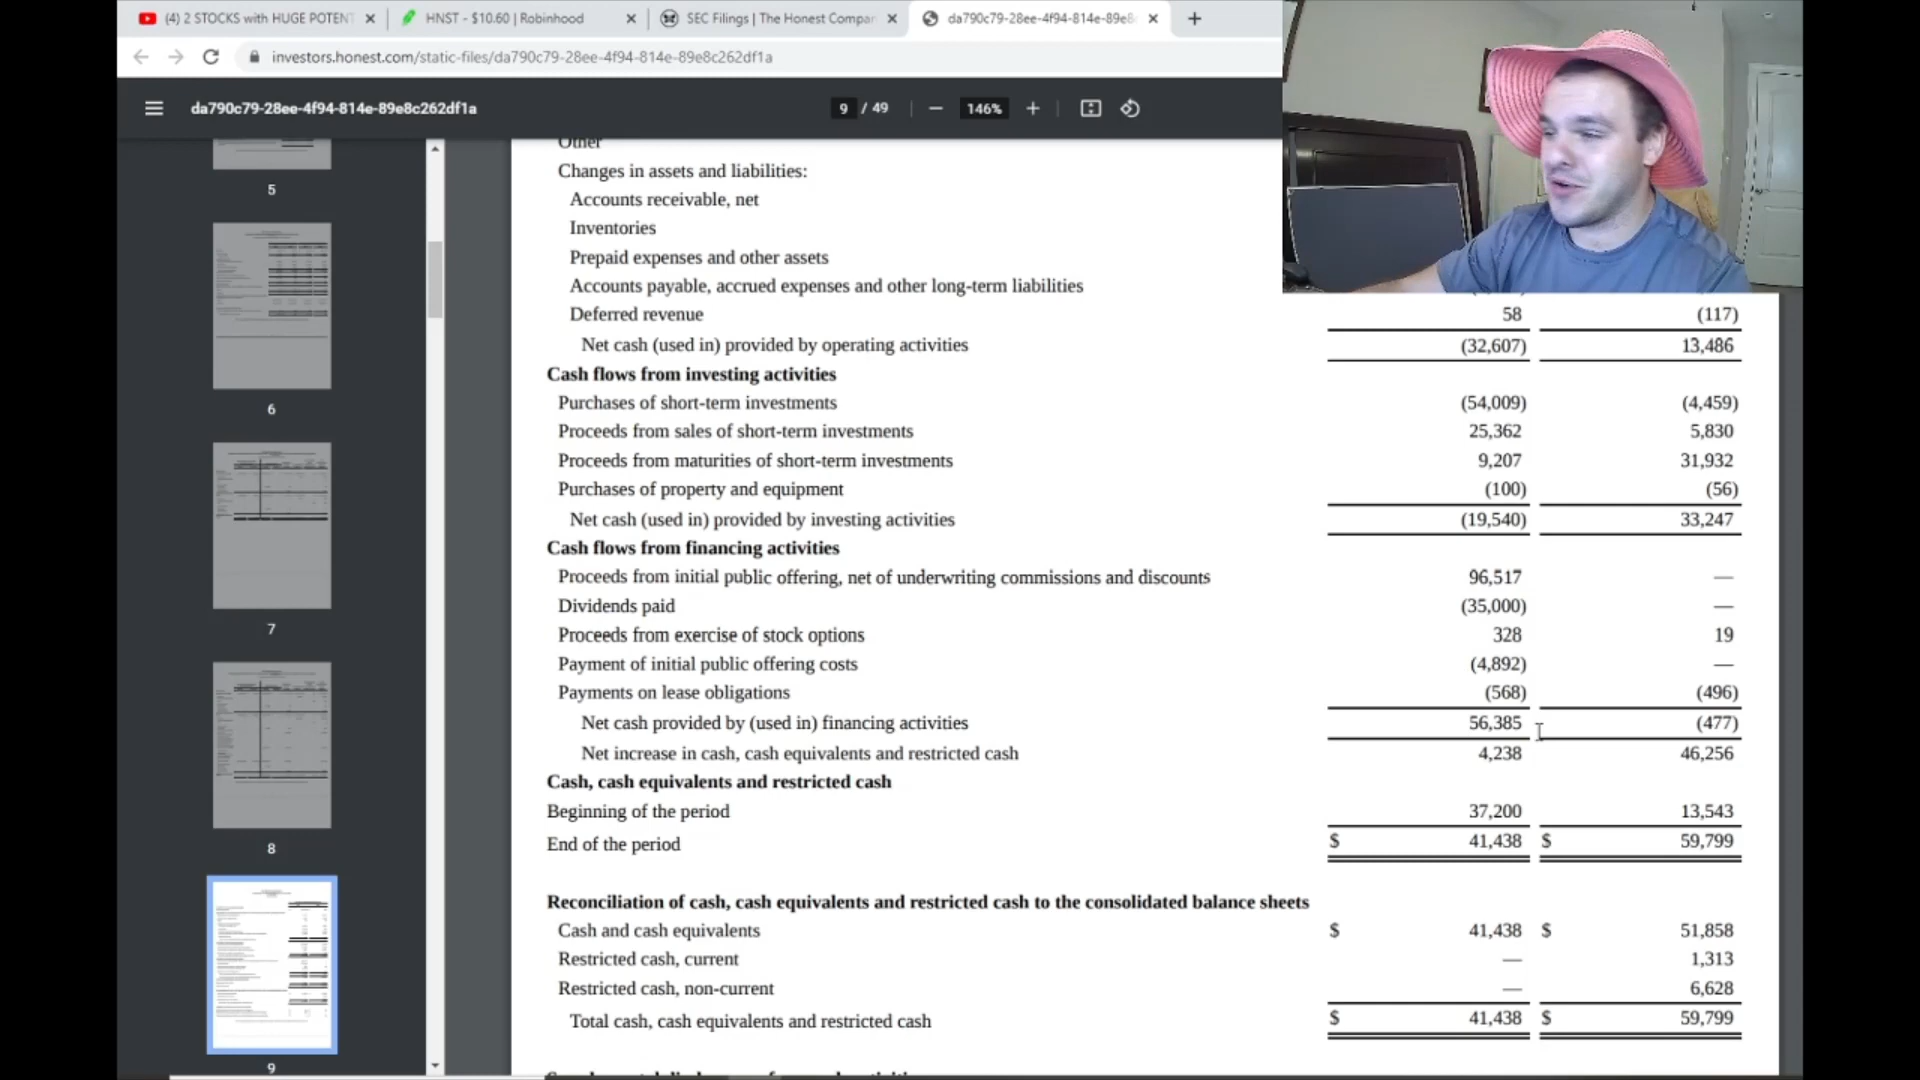 (4) 2 STOCKS with HUGE POTENT
HNST - $10.60 | Robinhood
SEC Filings | The Honest Compan
da790c79-28ee-4f94-814e-89e8
investors.honest.com/static-files/da790c79-28ee-4f94-814e-89e8c262df1a
da790c79-28ee-4f94-814e-89e8c262df1a
9 / 49
146%
5
6
7
8
9
Other
Changes in assets and liabilities:
Accounts receivable, net
Inventories
Prepaid expenses and other assets
Accounts payable, accrued expenses and other long-term liabilities
Deferred revenue 58 (117)
Net cash (used in) provided by operating activities (32,607) 13,486
Cash flows from investing activities
Purchases of short-term investments (54,009) (4,459)
Proceeds from sales of short-term investments 25,362 5,830
Proceeds from maturities of short-term investments 9,207 31,932
Purchases of property and equipment (100) (56)
Net cash (used in) provided by investing activities (19,540) 33,247
Cash flows from financing activities
Proceeds from initial public offering, net of underwriting commissions and discounts 96,517 —
Dividends paid (35,000) —
Proceeds from exercise of stock options 328 19
Payment of initial public offering costs (4,892) —
Payments on lease obligations (568) (496)
Net cash provided by (used in) financing activities 56,385 (477)
Net increase in cash, cash equivalents and restricted cash 4,238 46,256
Cash, cash equivalents and restricted cash
Beginning of the period 37,200 13,543
End of the period $ 41,438 $ 59,799
Reconciliation of cash, cash equivalents and restricted cash to the consolidated balance sheets
Cash and cash equivalents $ 41,438 $ 51,858
Restricted cash, current — 1,313
Restricted cash, non-current — 6,628
Total cash, cash equivalents and restricted cash $ 41,438 $ 59,799